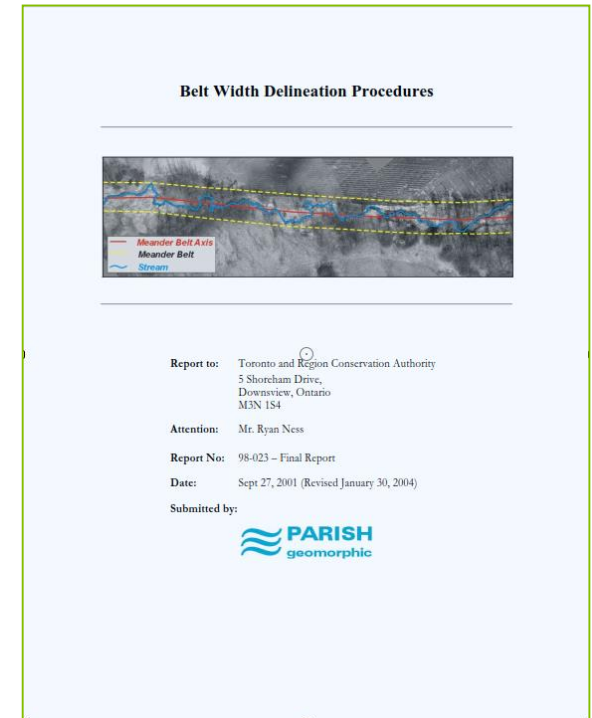 Belt Width Delineation Procedures
Meander Belt Axis
Meander Belt
Stream
Report to: Toronto and Region Conservation Authority
5 Shoreham Drive,
Downsview, Ontario
M3N 1S4
Attention: Mr. Ryan Ness
Report No: 98-023 – Final Report
Date: Sept 27, 2001 (Revised January 30, 2004)
Submitted by:
PARISH
geomorphic